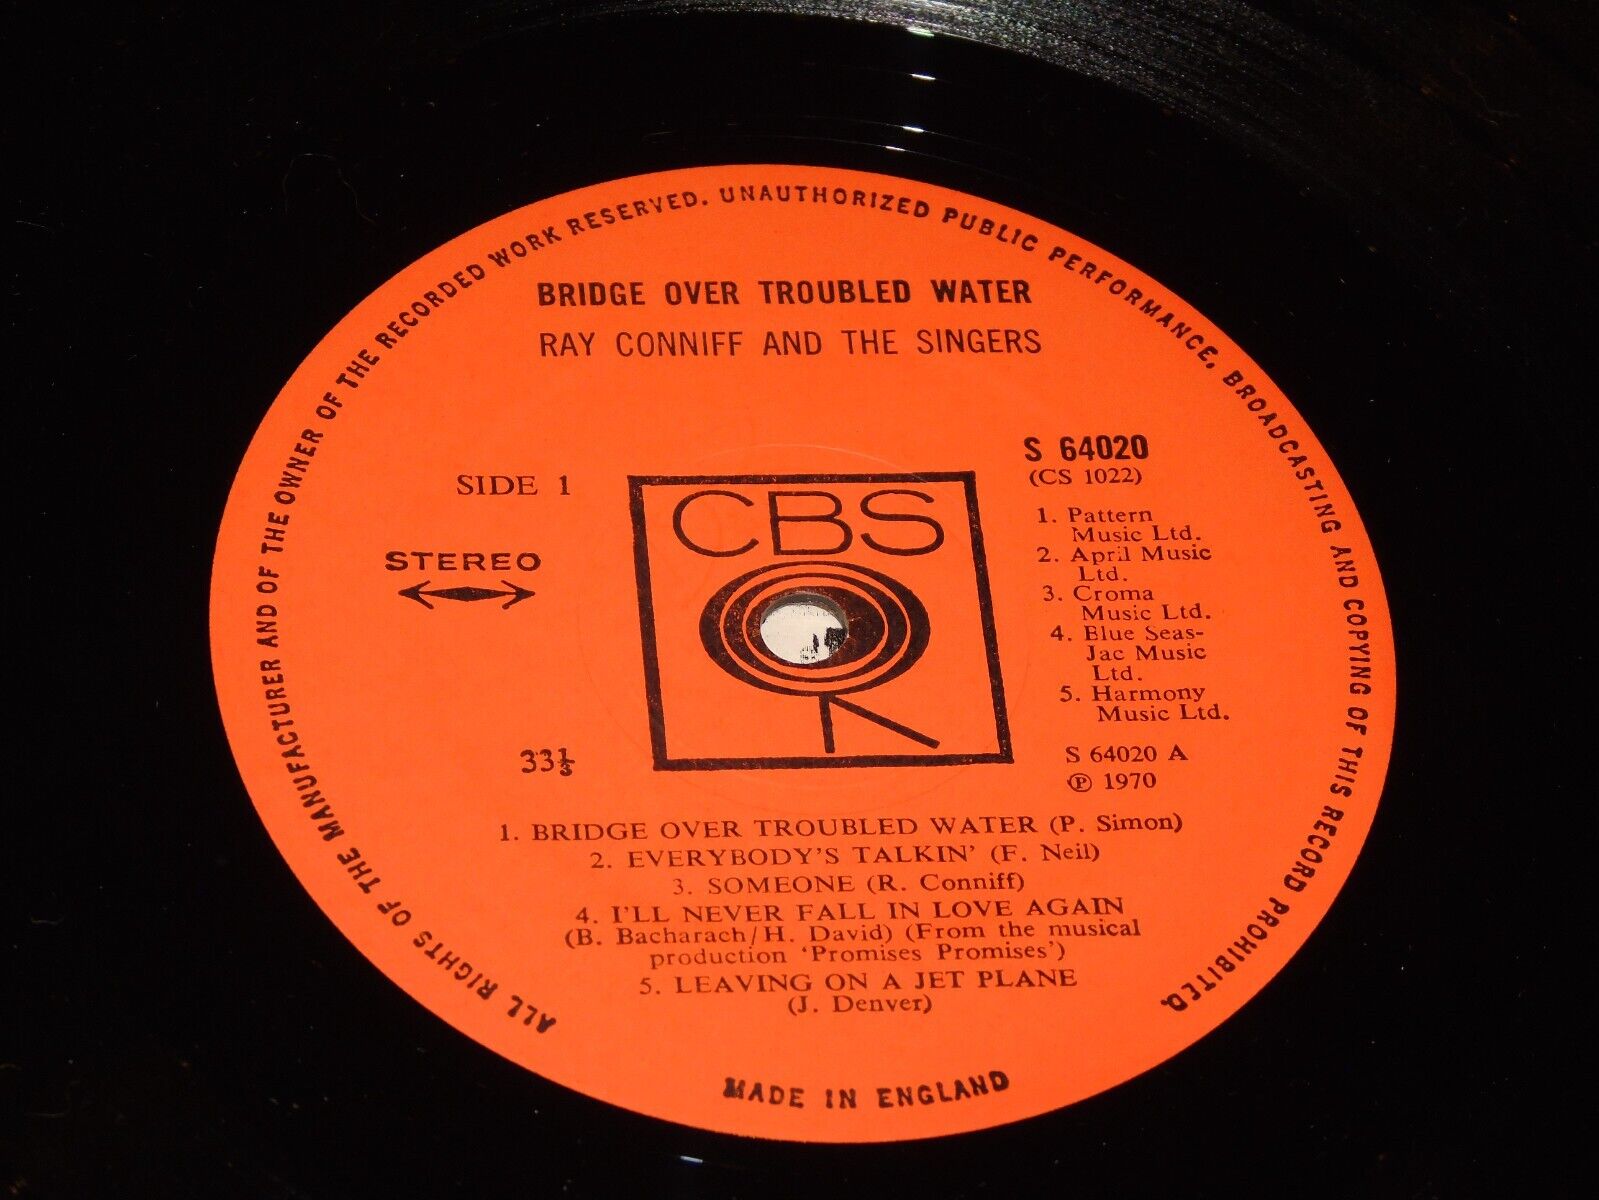 ALL RIGHTS OF THE MANUFACTURER AND OF THE OWNER OF THE RECORDED WORK RESERVED. UNAUTHORIZED PUBLIC PERFORMANCE, BROADCASTING AND COPYING OF THIS RECORD PROHIBITED.
BRIDGE OVER TROUBLED WATER
RAY CONNIFF AND THE SINGERS
SIDE 1
STEREO
33⅓
CBS
S 64020
(CS 1022)
1. Pattern
Music Ltd.
2. April Music
Ltd.
3. Croma
Music Ltd.
4. Blue Seas-
Jac Music
Ltd.
5. Harmony
Music Ltd.
S 64020 A
Ⓟ 1970
1. BRIDGE OVER TROUBLED WATER (P. Simon)
2. EVERYBODY'S TALKIN' (F. Neil)
3. SOMEONE (R. Conniff)
4. I'LL NEVER FALL IN LOVE AGAIN
(B. Bacharach/H. David) (From the musical
production 'Promises Promises')
5. LEAVING ON A JET PLANE
(J. Denver)
MADE IN ENGLAND